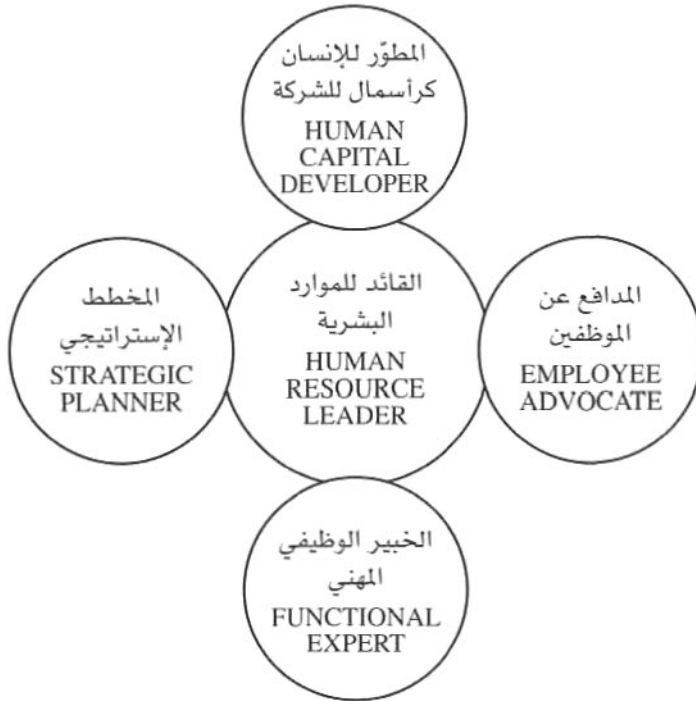 المطوّر للإنسان
كرأسمال للشركة
HUMAN
CAPITAL
DEVELOPER
المخطط
الإستراتيجي
STRATEGIC
PLANNER
القائد للموارد
البشرية
HUMAN
RESOURCE
LEADER
المدافع عن
الموظفين
EMPLOYEE
ADVOCATE
الخبير الوظيفي
المهني
FUNCTIONAL
EXPERT